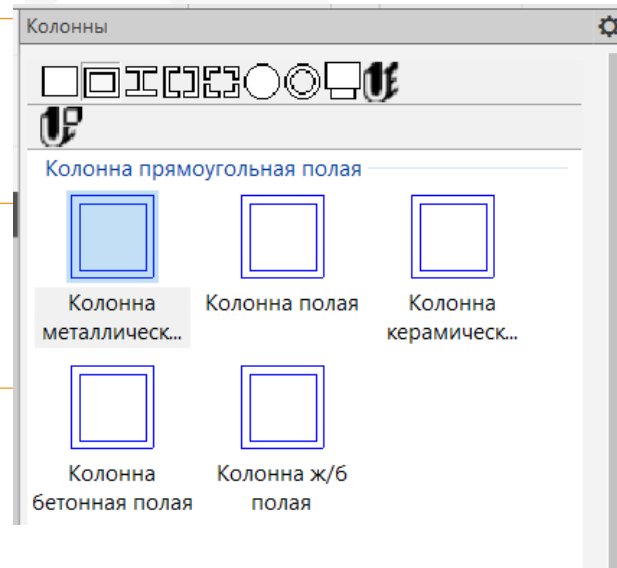 Колонны
Колонна прямоугольная полая
Колонна
металлическ...
Колонна полая
Колонна
керамическ...
Колонна
бетонная полая
Колонна ж/б
полая